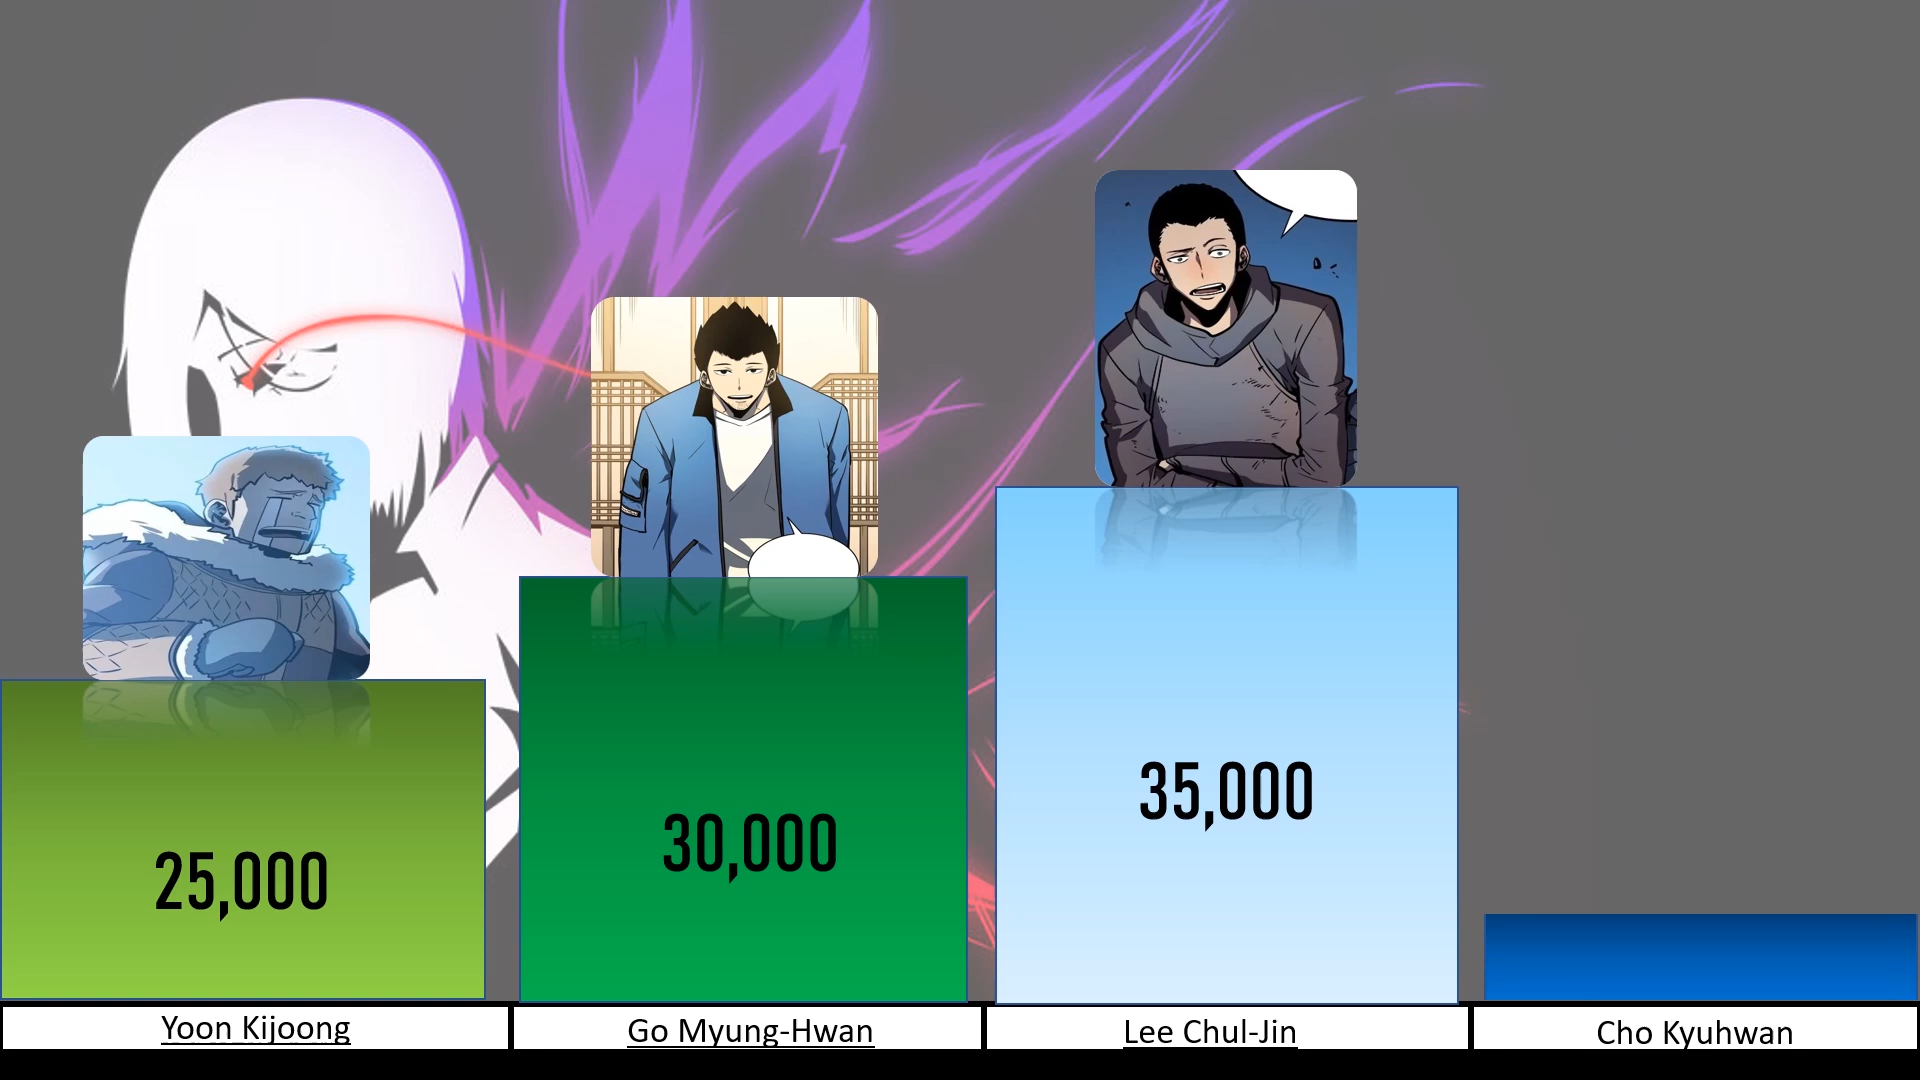 25,000
30,000
35,000
Yoon Kijoong
Go Myung-Hwan
Lee Chul-Jin
Cho Kyuhwan